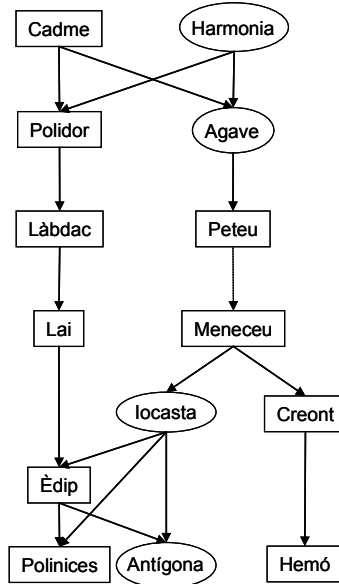 Cadme
Harmonia
Polidor
Agave
Làbdac
Peteu
Lai
Meneceu
Iocasta
Creont
Èdip
Polinices
Antígona
Hemó